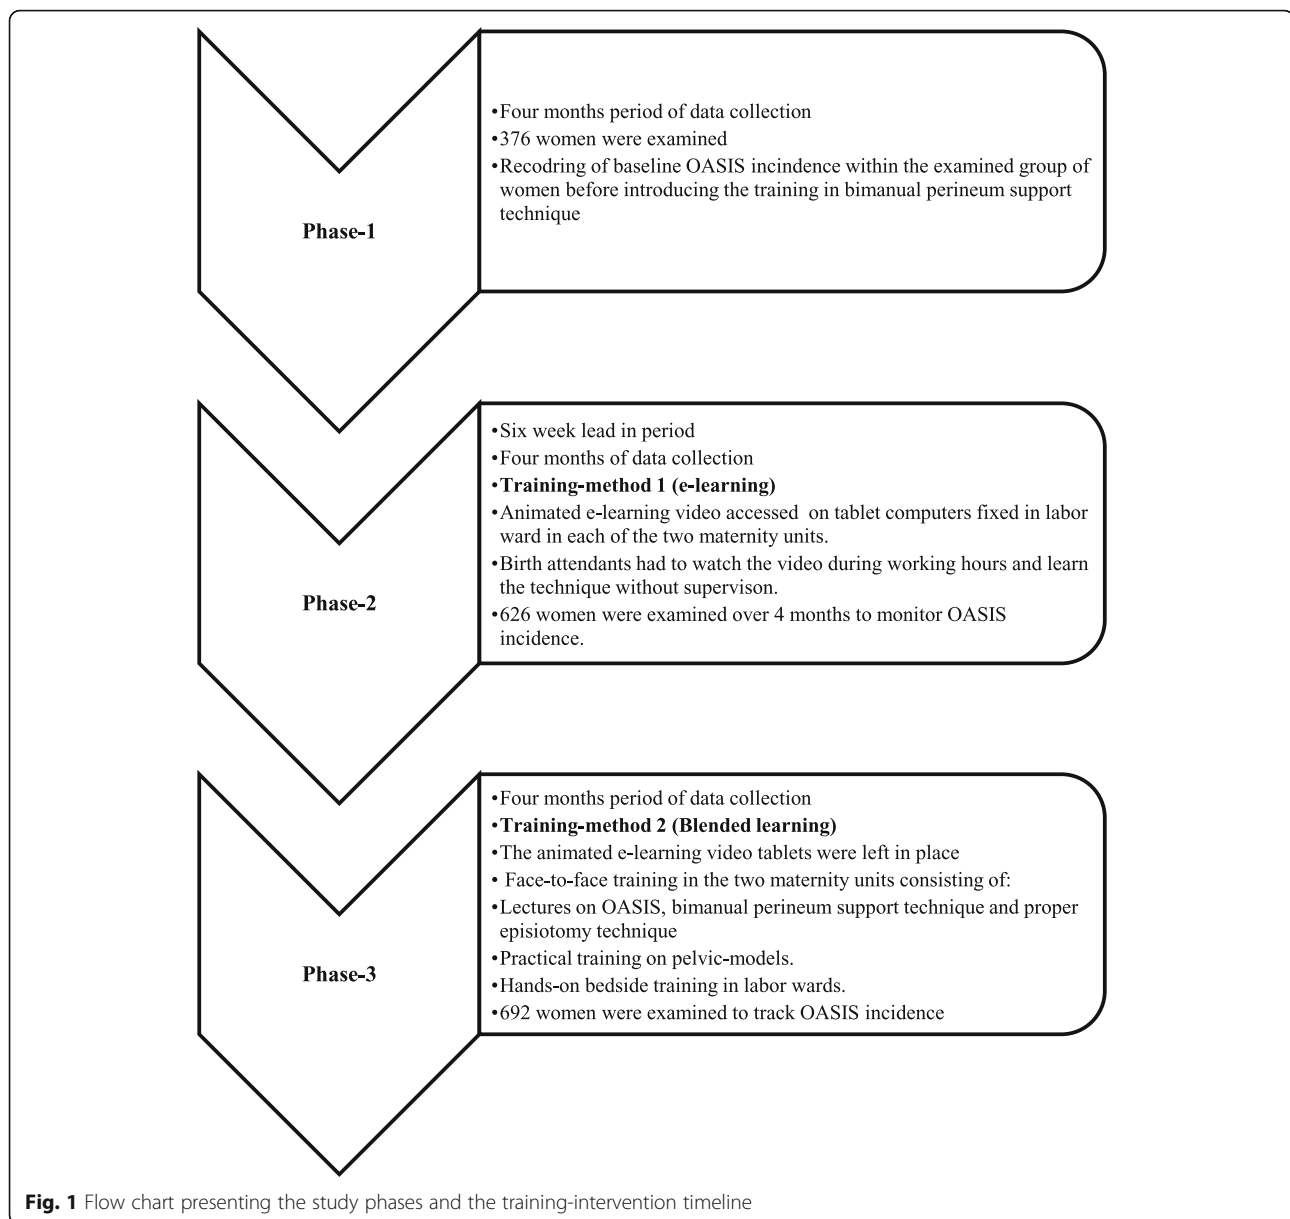 •Four months period of data collection
•376 women were examined
•Recodring of baseline OASIS incindence within the examined group of
women before introducing the training in bimanual perineum support
technique
Phase-1
•Six week lead in period
•Four months of data collection
•Training-method 1 (e-learning)
•Animated e-learning video accessed on tablet computers fixed in labor
ward in each of the two maternity units.
•Birth attendants had to watch the video during working hours and learn
the technique without supervison.
•626 women were examined over 4 months to monitor OASIS
incidence.
Phase-2
•Four months period of data collection
•Training-method 2 (Blended learning)
•The animated e-learning video tablets were left in place
• Face-to-face training in the two maternity units consisting of:
•Lectures on OASIS, bimanual perineum support technique and proper
episiotomy technique
•Practical training on pelvic-models.
•Hands-on bedside training in labor wards.
•692 women were examined to track OASIS incidence
Phase-3
Fig. 1 Flow chart presenting the study phases and the training-intervention timeline